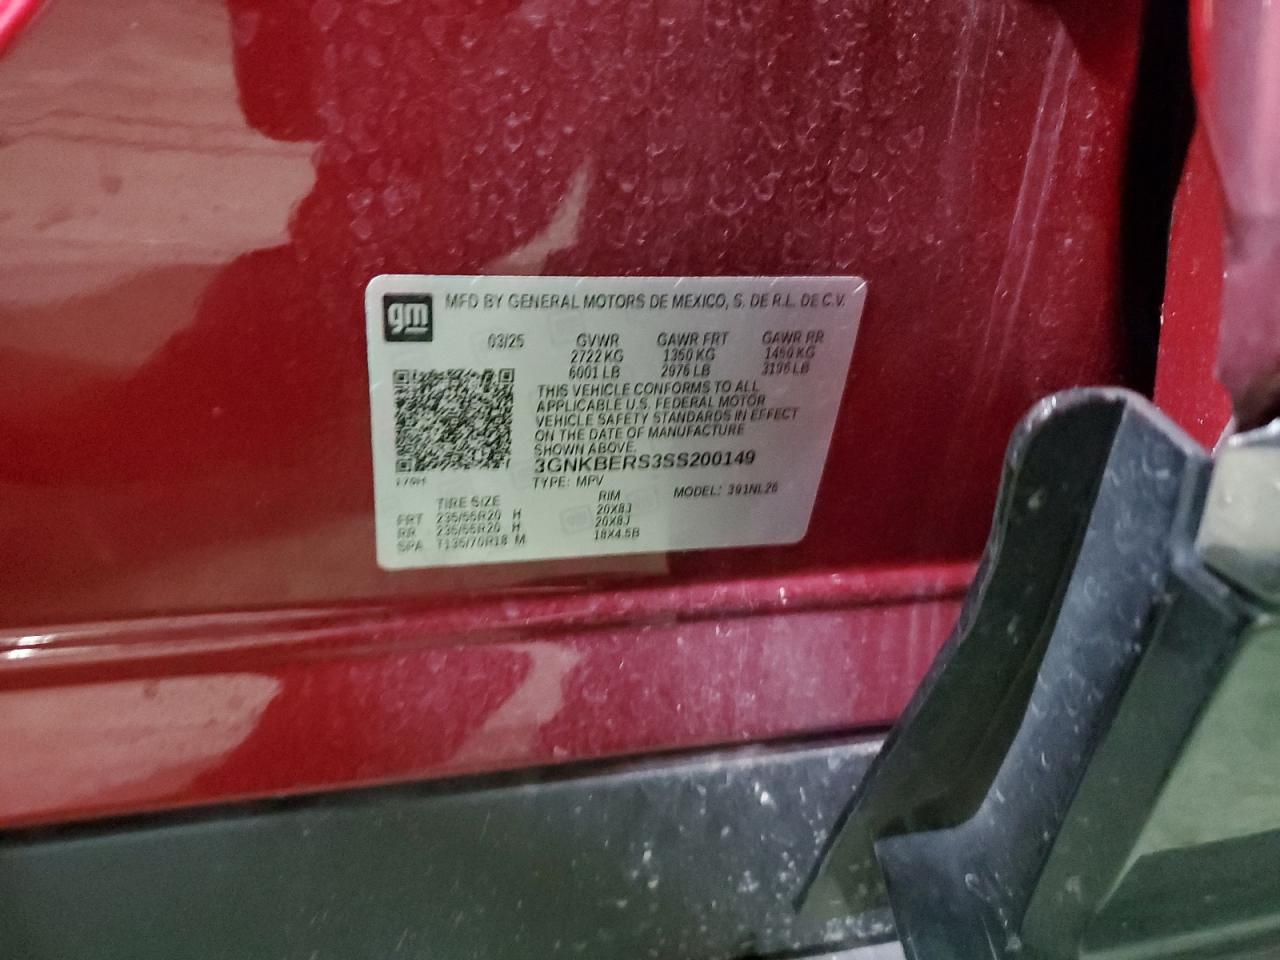 gm
MFD BY GENERAL MOTORS DE MEXICO, S. DE R.L. DE C.V.
03/25 GVWR GAWR FRT GAWR RR
2722 KG 1350 KG 1450 KG
6001 LB 2976 LB 3196 LB
THIS VEHICLE CONFORMS TO ALL
APPLICABLE U.S. FEDERAL MOTOR
VEHICLE SAFETY STANDARDS IN EFFECT
ON THE DATE OF MANUFACTURE
SHOWN ABOVE.
3GNKBERS3SS200149
TYPE: MPV MODEL: 391NL26
TIRE SIZE RIM
FRT 235/55R20 H 20X8J
RR 235/55R20 H 20X8J
SPA T135/70R18 M 18X4.5B